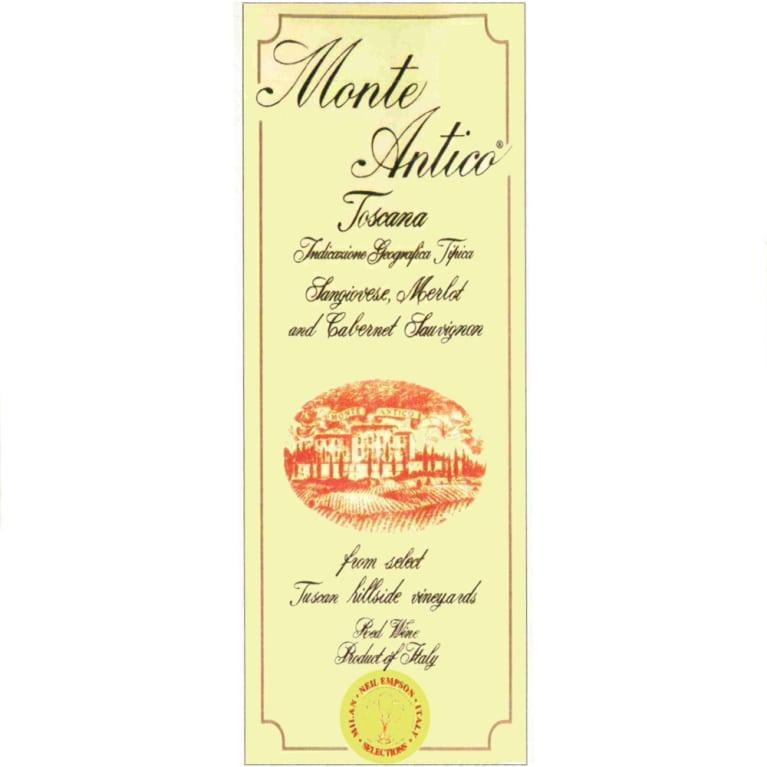 Monte
Antico®
Toscana
Indicazione Geografica Tipica
Sangiovese, Merlot
and Cabernet Sauvignon
MONTE ANTICO
from select
Tuscan hillside vineyards
Red Wine
Product of Italy
MILAN • NEIL EMPSON • ITALY
• SELECTIONS •